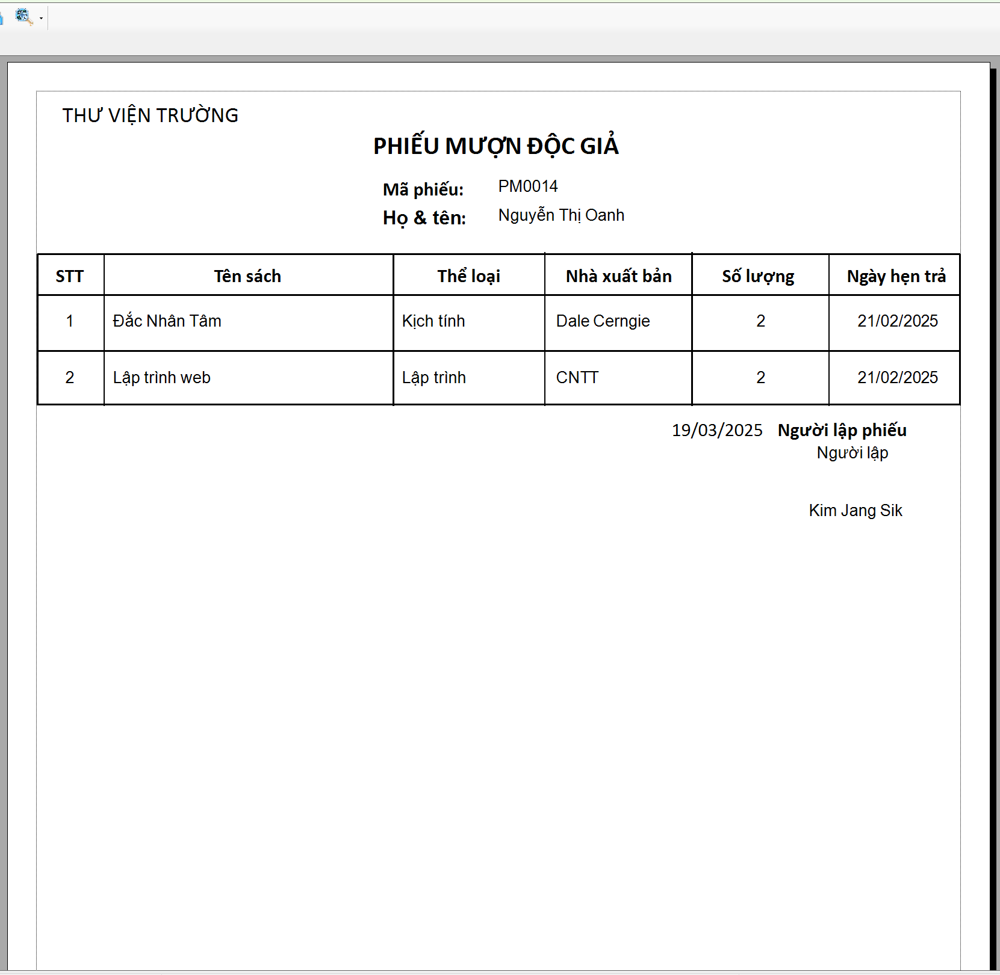 THƯ VIỆN TRƯỜNG
PHIẾU MƯỢN ĐỘC GIẢ
Mã phiếu: PM0014
Họ & tên: Nguyễn Thị Oanh
STT Tên sách Thể loại Nhà xuất bản Số lượng Ngày hẹn trả
1 Đắc Nhân Tâm Kịch tính Dale Cerngie 2 21/02/2025
2 Lập trình web Lập trình CNTT 2 21/02/2025
19/03/2025 Người lập phiếu
Người lập
Kim Jang Sik